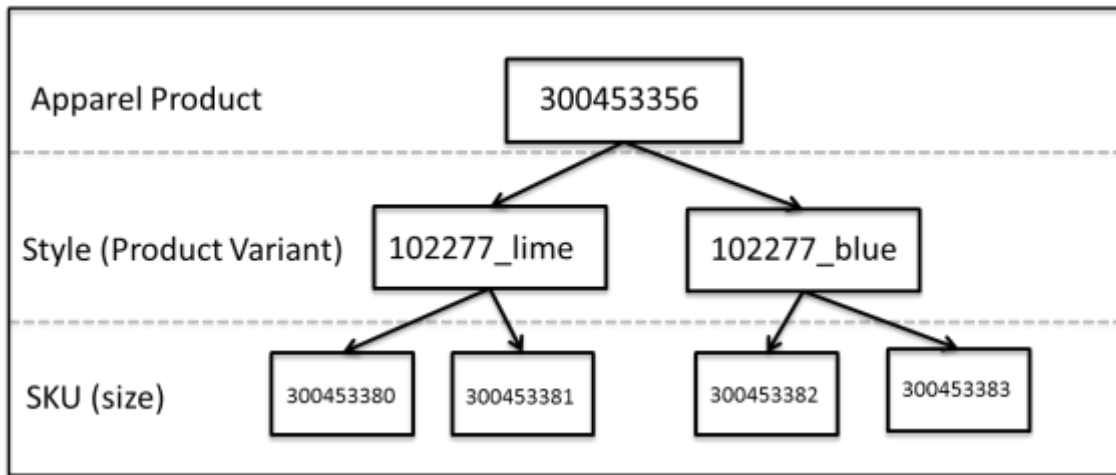 Apparel Product
300453356
Style (Product Variant)
102277_lime
102277_blue
SKU (size)
300453380
300453381
300453382
300453383